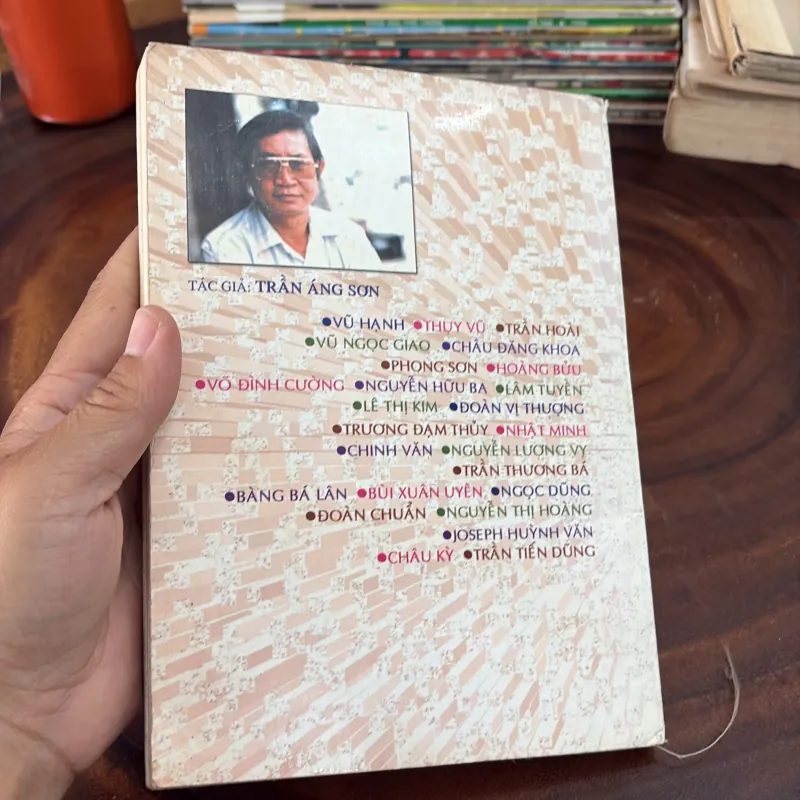 TÁC GIẢ: TRẦN ÁNG SƠN
●VŨ HẠNH ●THỤY VŨ ●TRẦN HOÀI
●VŨ NGỌC GIAO ●CHÂU ĐĂNG KHOA
●PHONG SƠN ●HOÀNG BỬU
●VÕ ĐÌNH CƯỜNG ●NGUYỄN HỮU BA ●LÂM TUYỀN
●LÊ THỊ KIM ●ĐOÀN VỊ THƯỢNG
●TRƯƠNG ĐẠM THỦY ●NHẬT MINH
●CHINH VĂN ●NGUYỄN LƯƠNG VY
●TRẦN THƯƠNG BÁ
●BÀNG BÁ LÂN ●BÙI XUÂN UYÊN ●NGỌC DŨNG
●ĐOÀN CHUẨN ●NGUYỄN THỊ HOÀNG
●JOSEPH HUỲNH VĂN
●CHÂU KỲ ●TRẦN TIẾN DŨNG